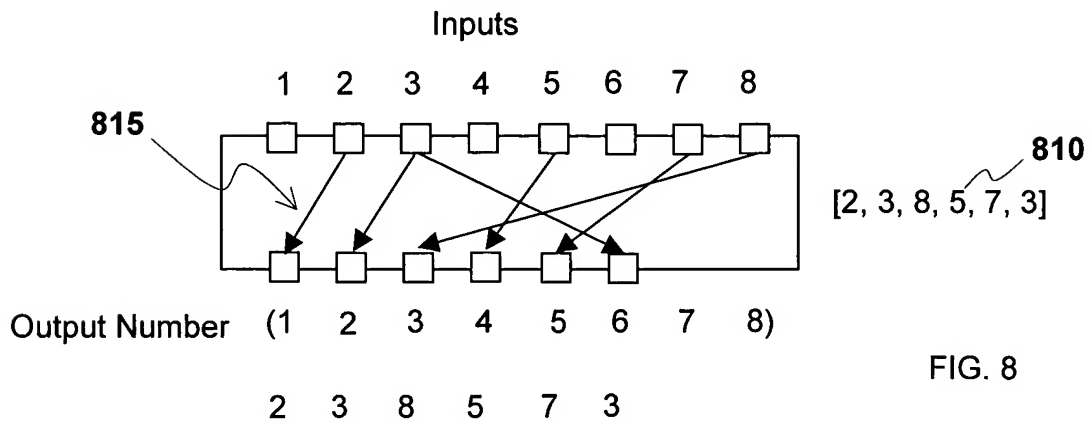 Inputs
1 2 3 4 5 6 7 8
815
810
[2, 3, 8, 5, 7, 3]
Output Number (1 2 3 4 5 6 7 8)
FIG. 8
2 3 8 5 7 3